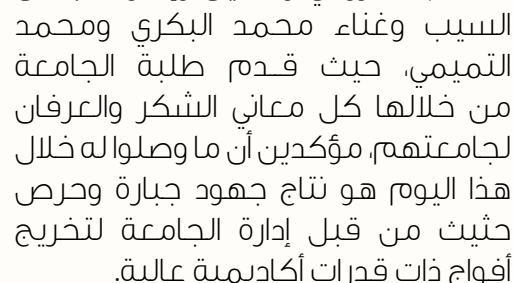 السيب وغناء محمد البكري ومحمد
التميمي، حيث قدم طلبة الجامعة
من خلالها كل معاني الشكر والعرفان
لجامعتهم، مؤكدين أن ما وصلوا له خلال
هذا اليوم هو نتاج جهود جبارة وحرص
حثيث من قبل إدارة الجامعة لتخريج
أفواج ذات قدرات أكاديمية عالية.